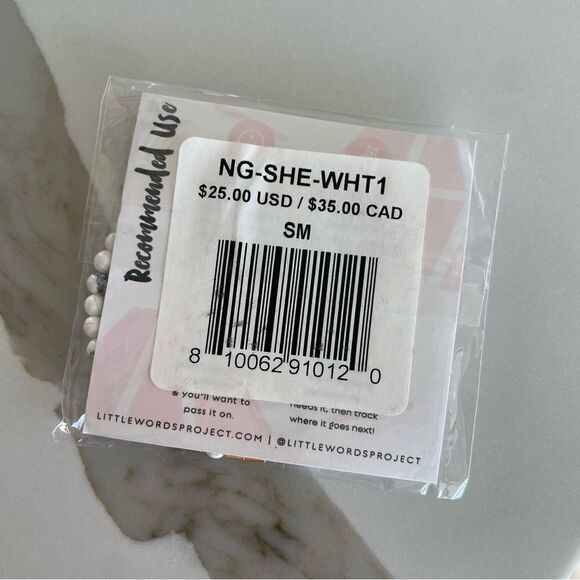 Recommended Use
NG-SHE-WHT1
$25.00 USD / $35.00 CAD
SM
8 10062 91012 0
& you'll want to
pass it on.
needs it, then track
where it goes next!
LITTLEWORDSPROJECT.COM | @LITTLEWORDSPROJECT